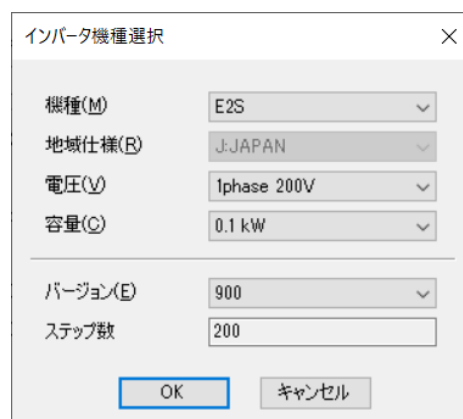 インバータ機種選択
機種(M) E2S
地域仕様(R) J:JAPAN
電圧(V) 1phase 200V
容量(C) 0.1 kW
バージョン(E) 900
ステップ数 200
OK キャンセル